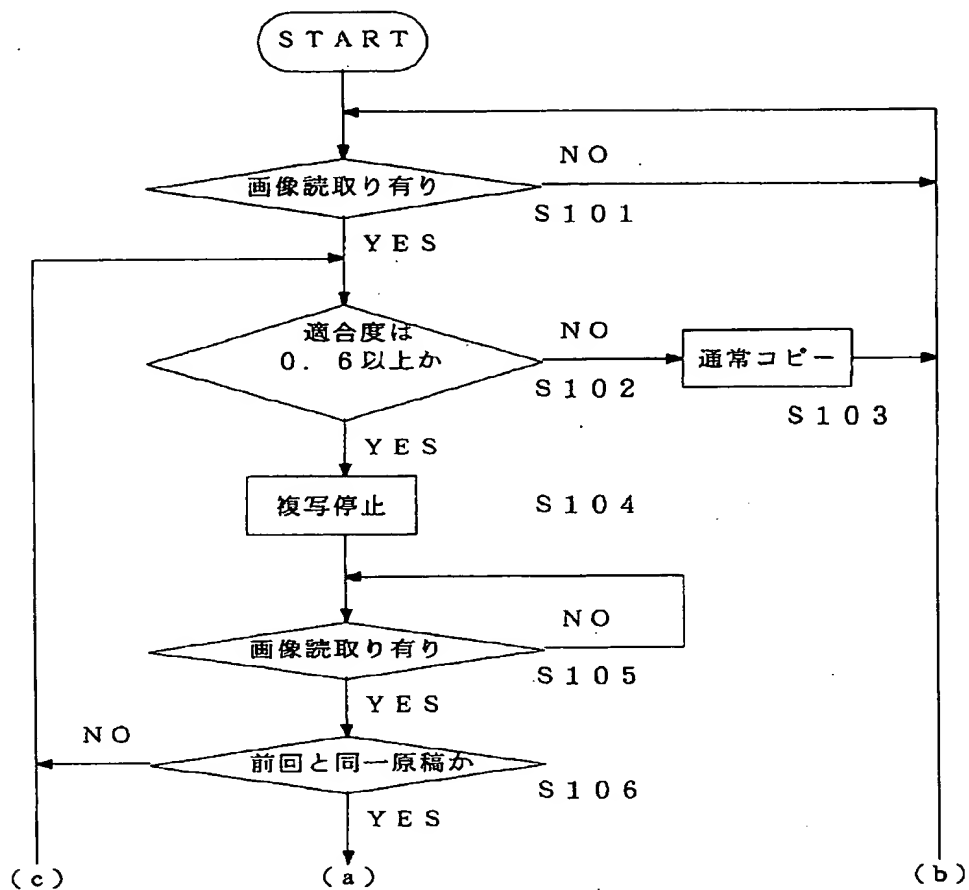 START
NO
画像読取り有り
S101
YES
適合度は
0.6以上か
NO
S102
通常コピー
S103
YES
複写停止
S104
NO
画像読取り有り
S105
YES
NO
前回と同一原稿か
S106
YES
(c)
(a)
(b)